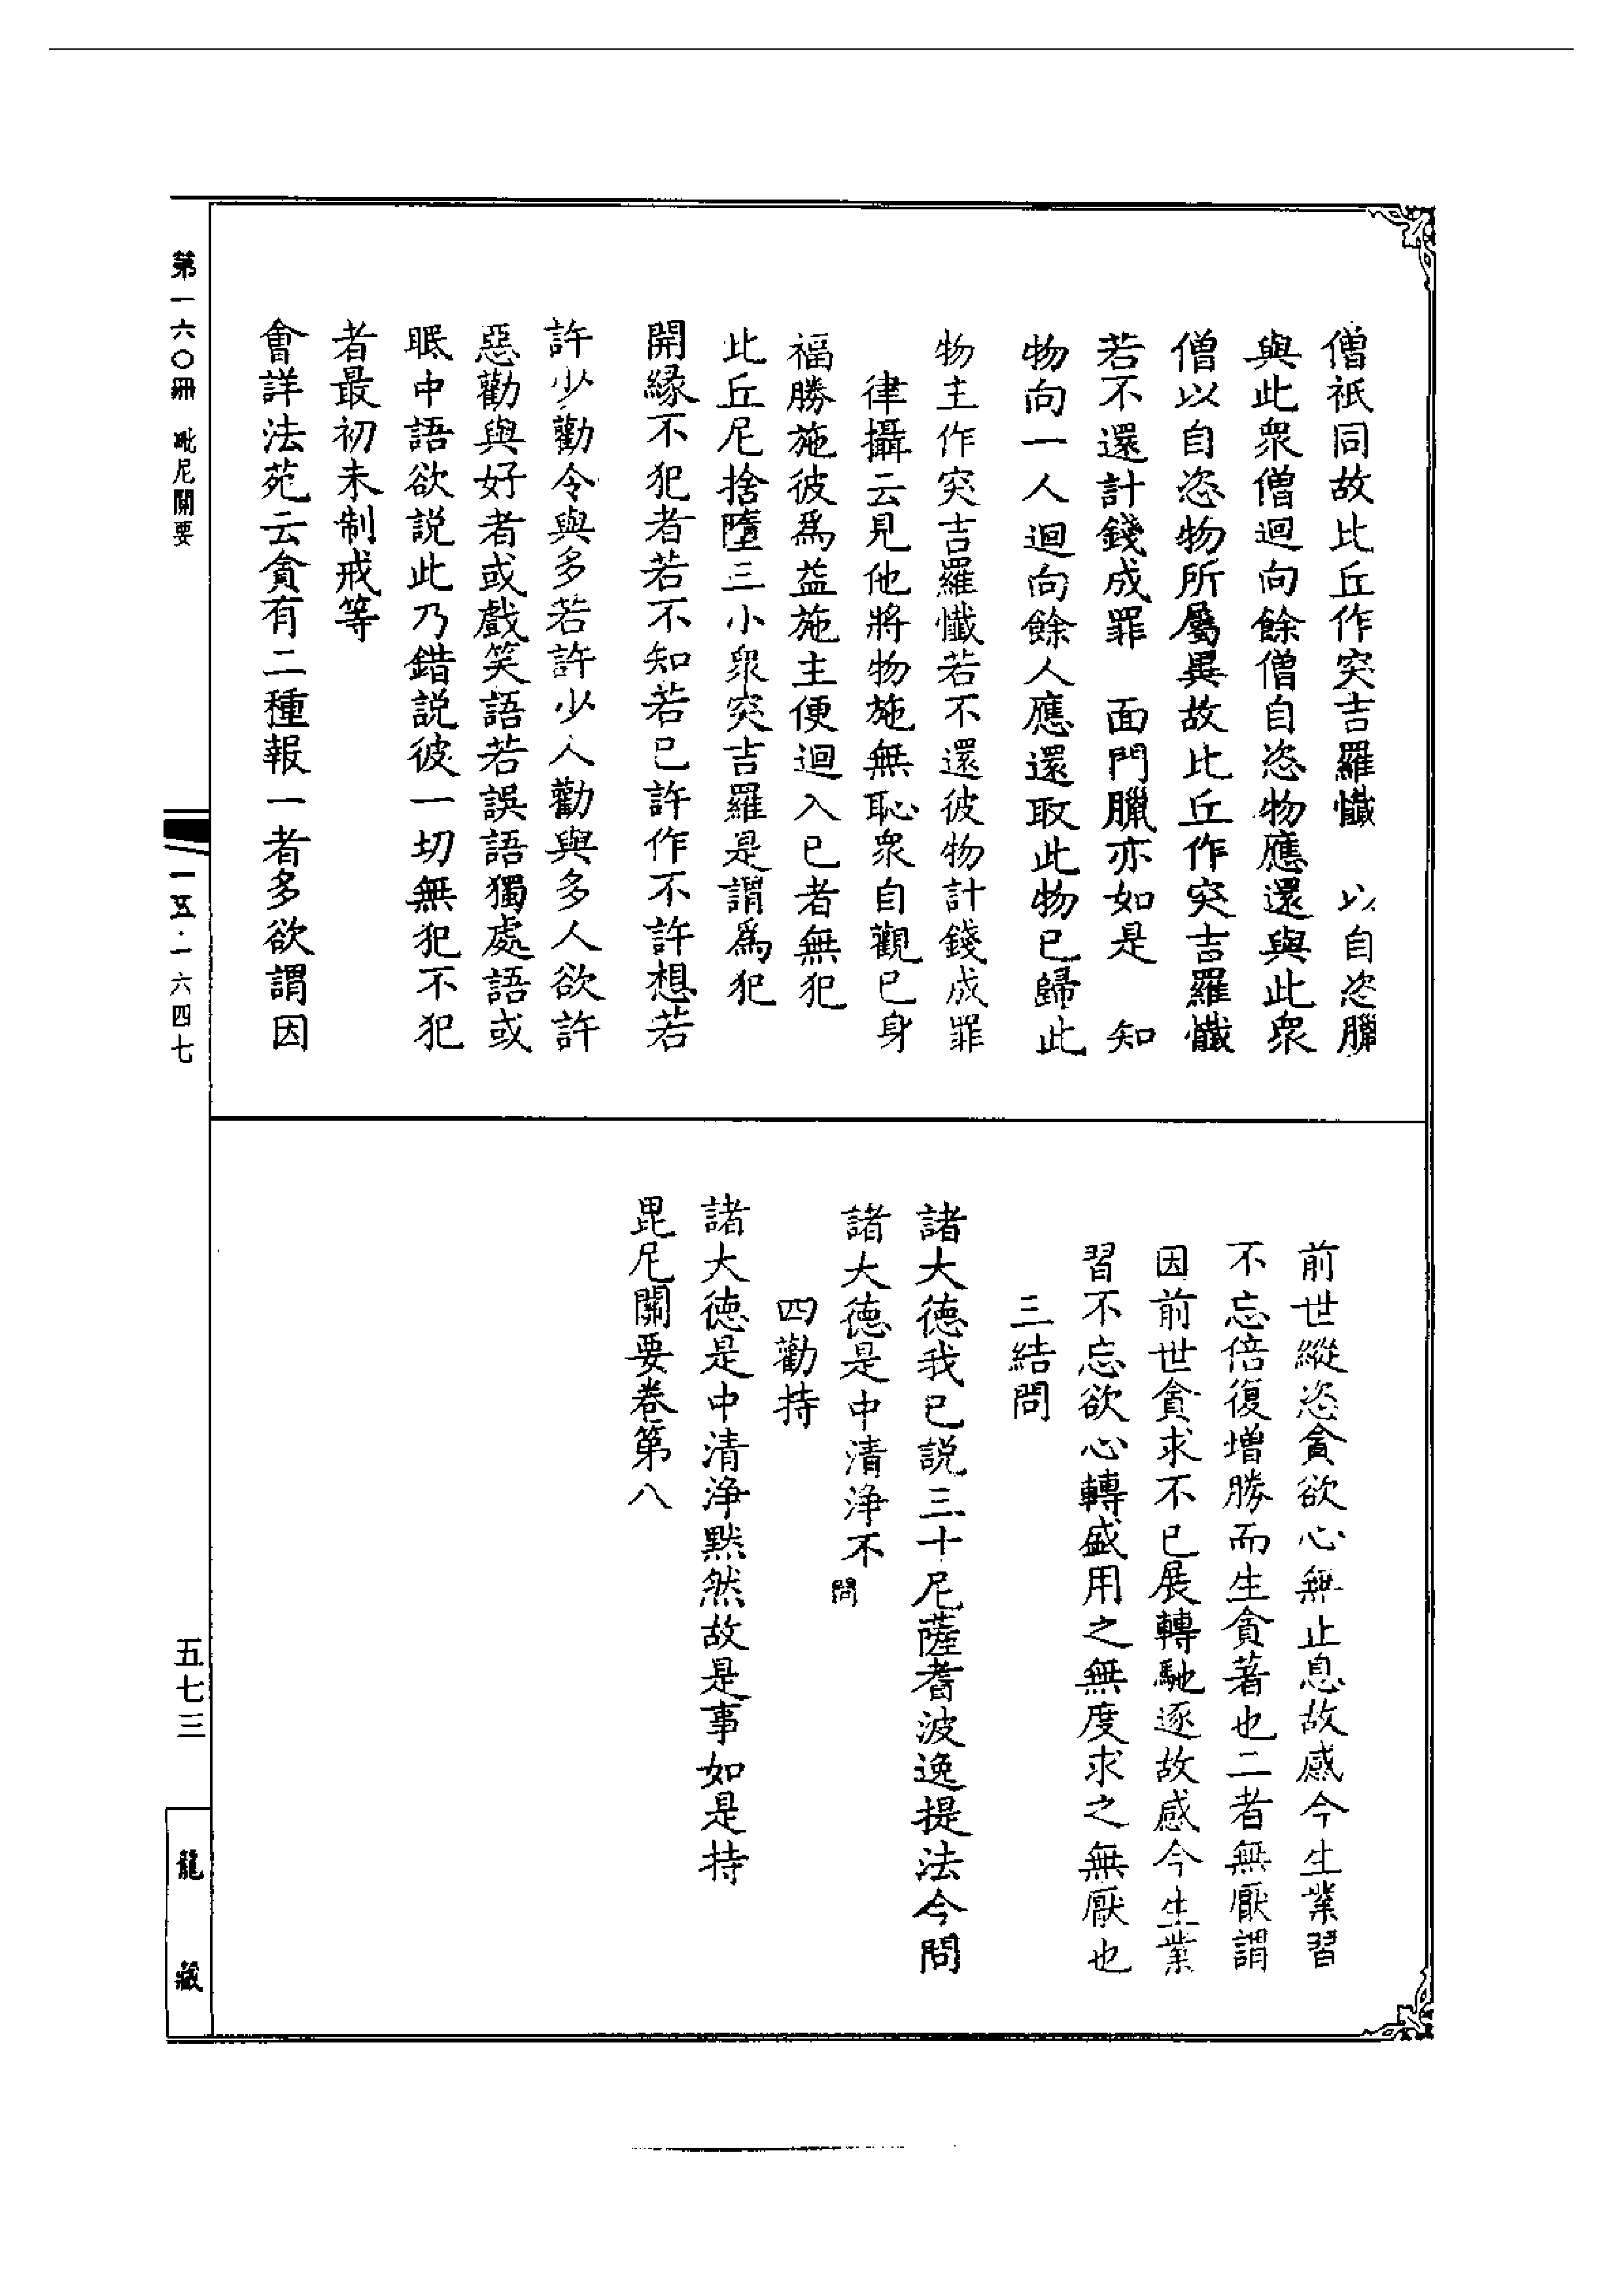 僧祇同故比丘作突吉羅懺　以自恣臘
與此衆僧迴向餘僧自恣物應還與此衆
僧以自恣物所屬異故比丘作突吉羅懺
若不還計錢成罪　面門臘亦如是　知
物向一人迴向餘人應還取此物已歸此
物主作突吉羅懺若不還彼物計錢成罪
律攝云見他將物施無恥衆自觀已身
福勝施彼爲益施主便迴入已者無犯
此丘尼捨墮三小衆突吉羅是謂爲犯
開緣不犯者若不知若已許作不許想若
許少勸令與多若許少人勸與多人欲許
惡勸與好者或戲笑語若誤語獨處語或
眠中語欲説此乃錯説彼一切無犯不犯
者最初未制戒等
會詳法苑云貪有二種報一者多欲謂因
前世縱恣貪欲心無止息故感今生業習
不忘倍復增勝而生貪著也二者無厭謂
因前世貪求不已展轉馳逐故感今生業
習不忘欲心轉盛用之無度求之無厭也
三結問
諸大德我已説三十尼薩耆波逸提法今問
諸大德是中清淨不
四勸持
諸大德是中清淨默然故是事如是持
毘尼關要卷第八
第一六〇冊　毗尼關要
一五·一六四七
五七三
龍藏